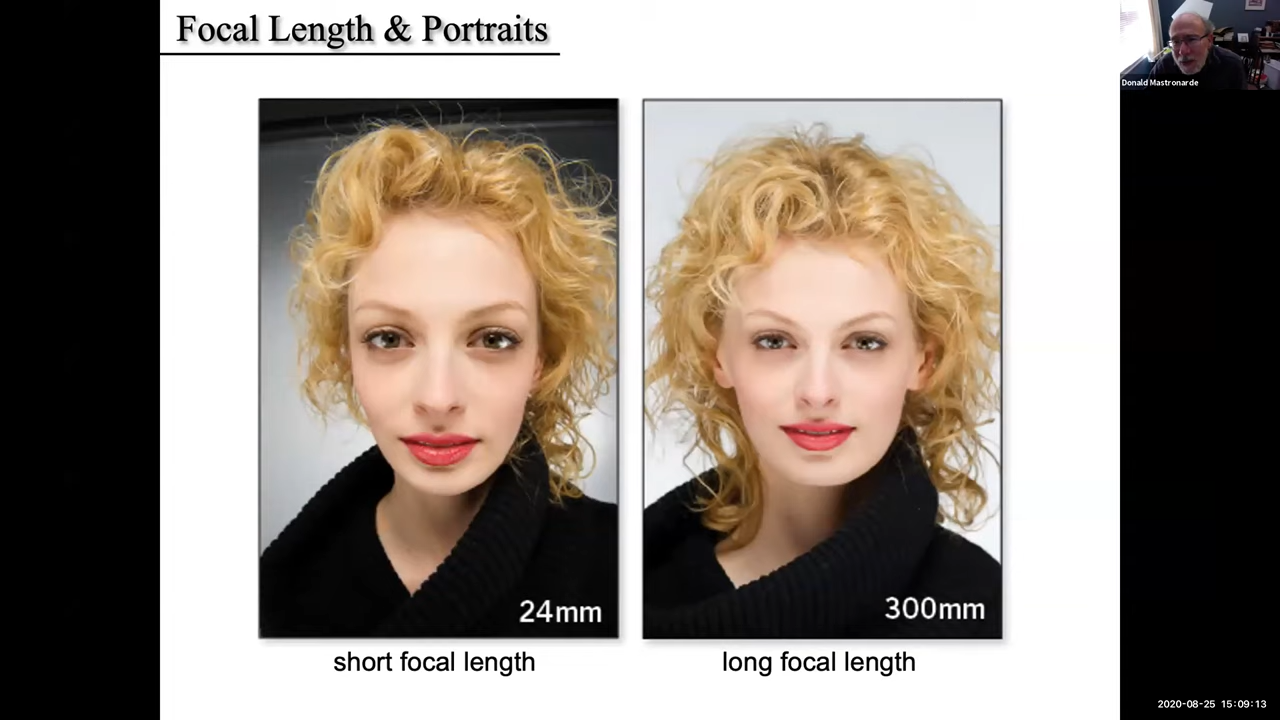 Focal Length & Portraits
Donald Mastronarde
24mm
300mm
short focal length
long focal length
2020-08-25 15:09:13